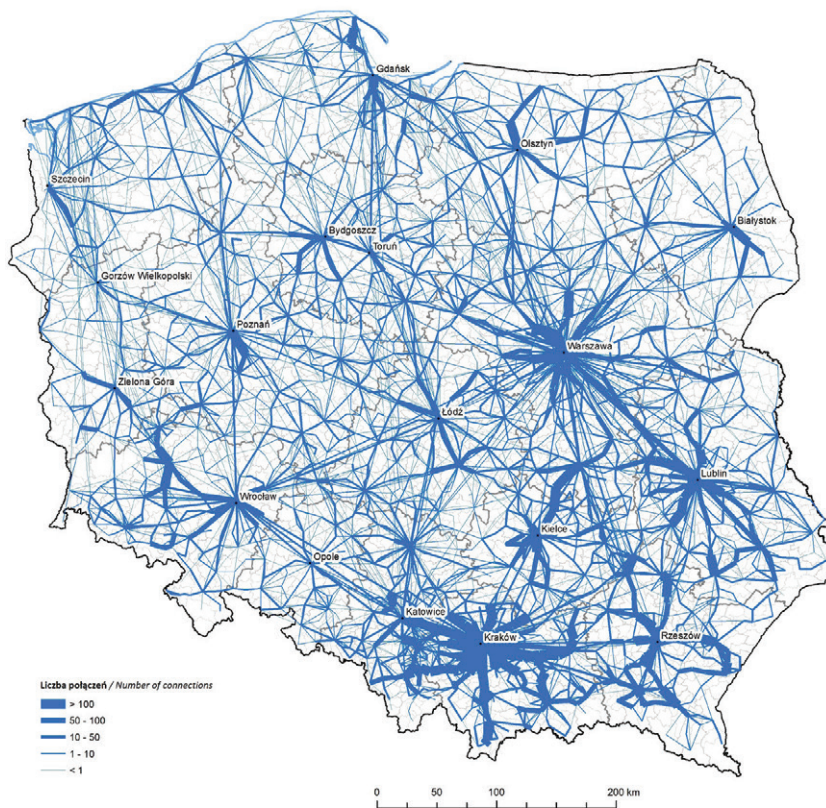 Gdańsk
Olsztyn
Szczecin
Białystok
Bydgoszcz
Toruń
Gorzów Wielkopolski
Poznań
Warszawa
Zielona Góra
Łódź
Lublin
Wrocław
Kielce
Opole
Katowice
Kraków
Rzeszów
Liczba połączeń / Number of connections
> 100
50 - 100
10 - 50
1 - 10
< 1
0 50 100 200 km